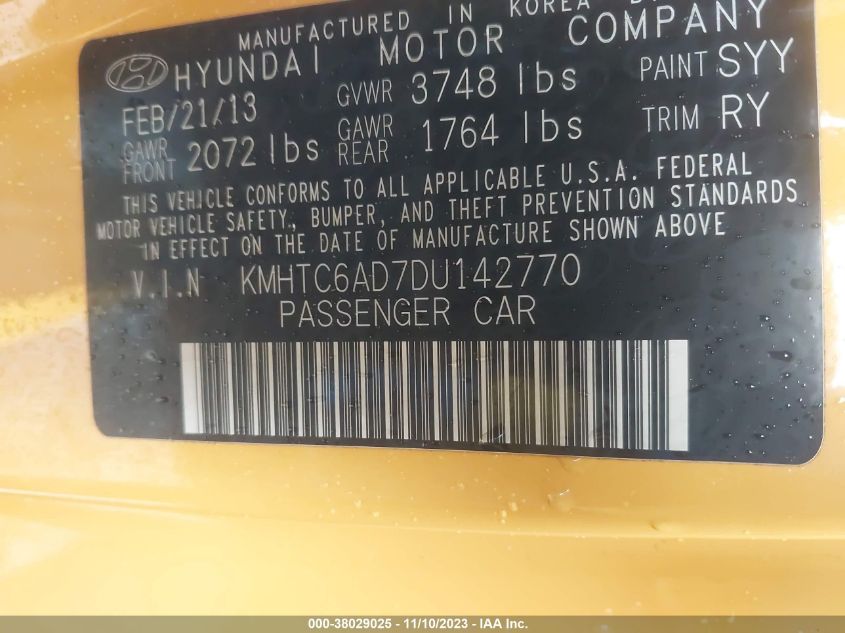 MANUFACTURED IN KOREA
HYUNDAI MOTOR COMPANY
FEB/21/13 GVWR 3748 lbs PAINT SYY
GAWR FRONT 2072 lbs GAWR REAR 1764 lbs TRIM RY
THIS VEHICLE CONFORMS TO ALL APPLICABLE U.S.A. FEDERAL
MOTOR VEHICLE SAFETY, BUMPER, AND THEFT PREVENTION STANDARDS
IN EFFECT ON THE DATE OF MANUFACTURE SHOWN ABOVE
V.I.N KMHTC6AD7DU142770
PASSENGER CAR
000-38029025 - 11/10/2023 - IAA Inc.